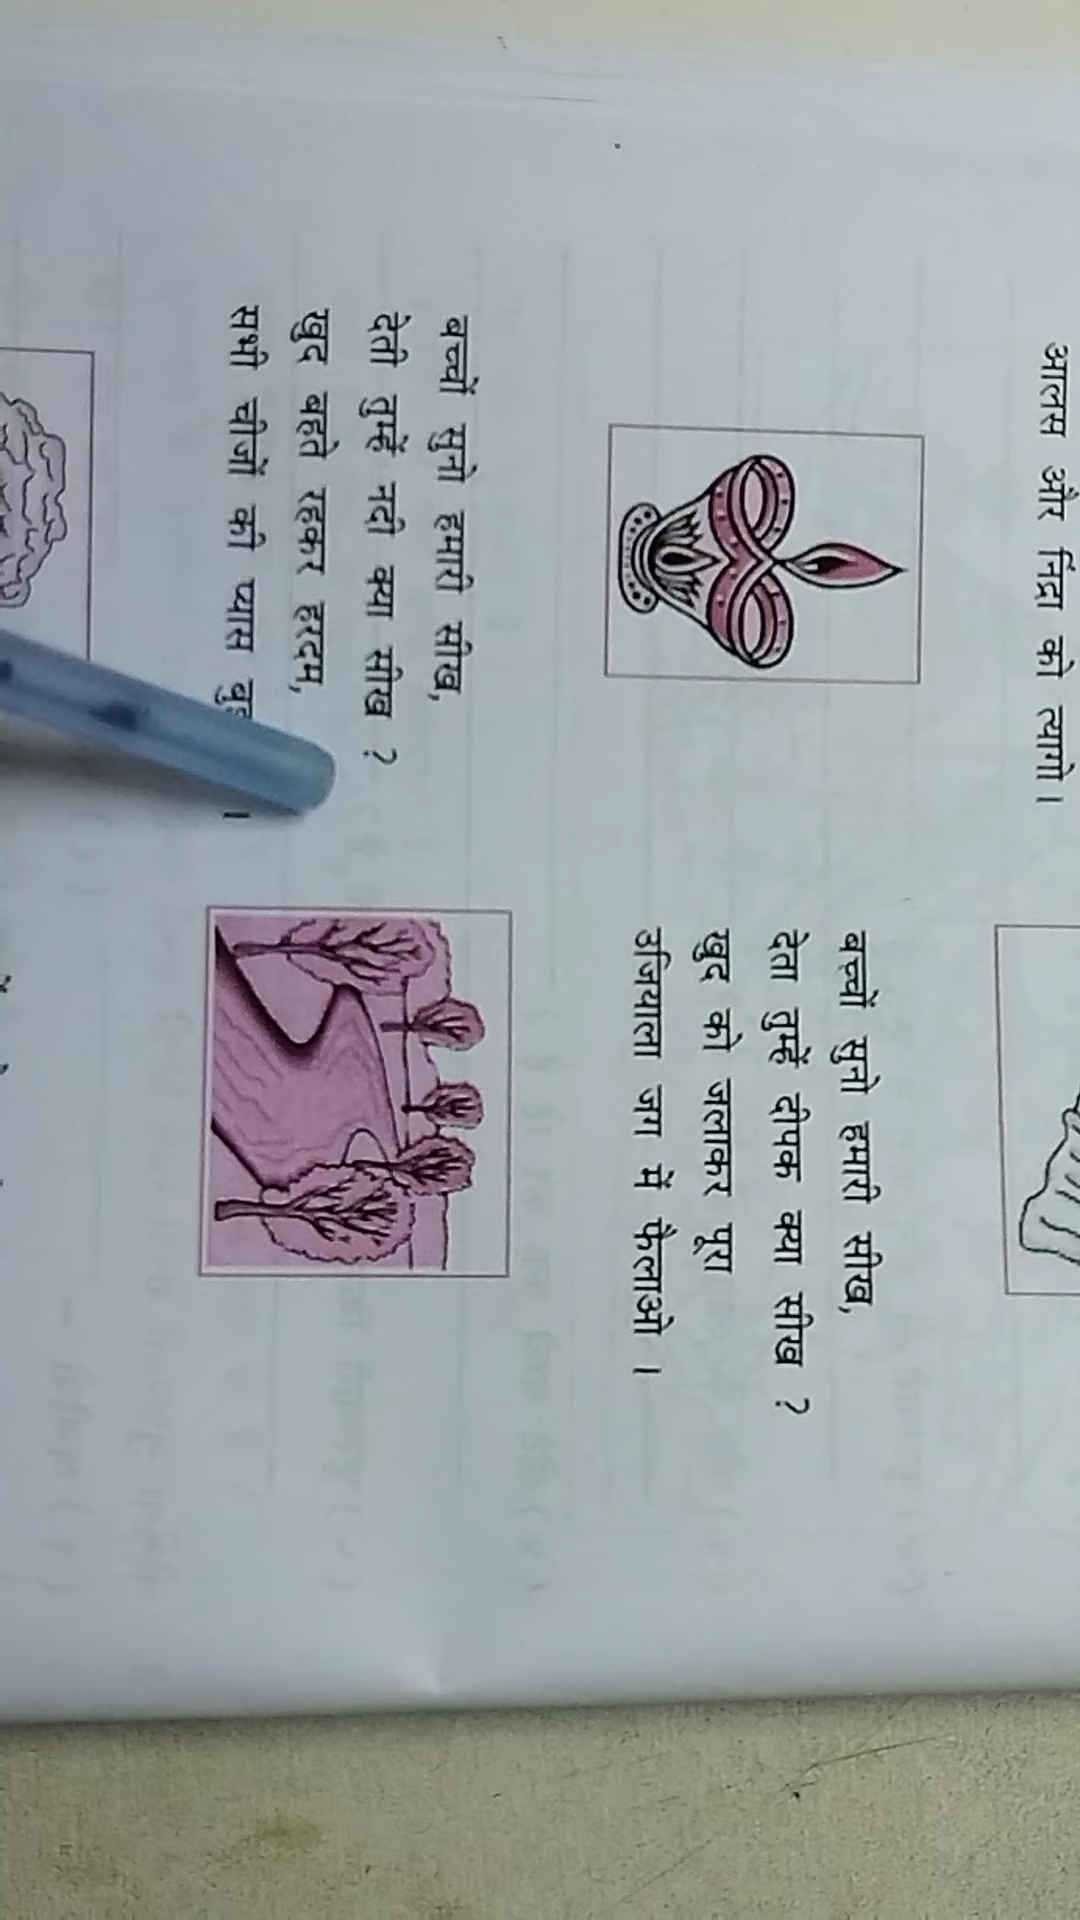 आलस और निंद्रा को त्यागो।
बच्चों सुनो हमारी सीख,
देता तुम्हें दीपक क्या सीख ?
खुद को जलाकर पूरा
उजियाला जग में फैलाओ ।
बच्चों सुनो हमारी सीख,
देती तुम्हें नदी क्या सीख ?
खुद बहते रहकर हरदम,
सभी चीजों की प्यास